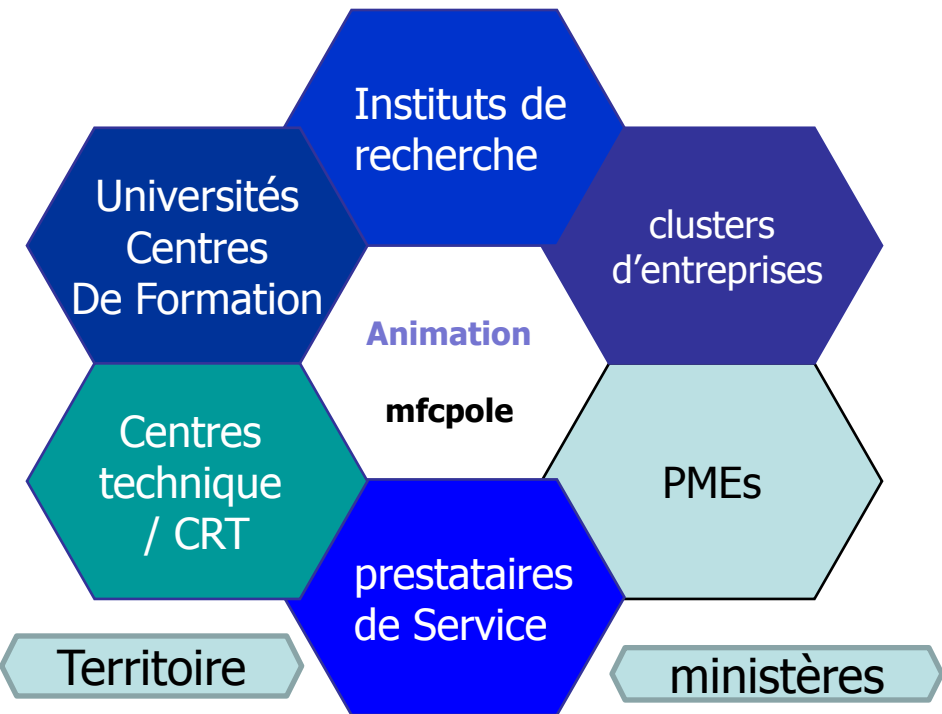 Instituts de
recherche
Universités
Centres
De Formation
clusters
d’entreprises
Animation
mfcpole
Centres
technique
/ CRT
PMEs
prestataires
de Service
Territoire
ministères